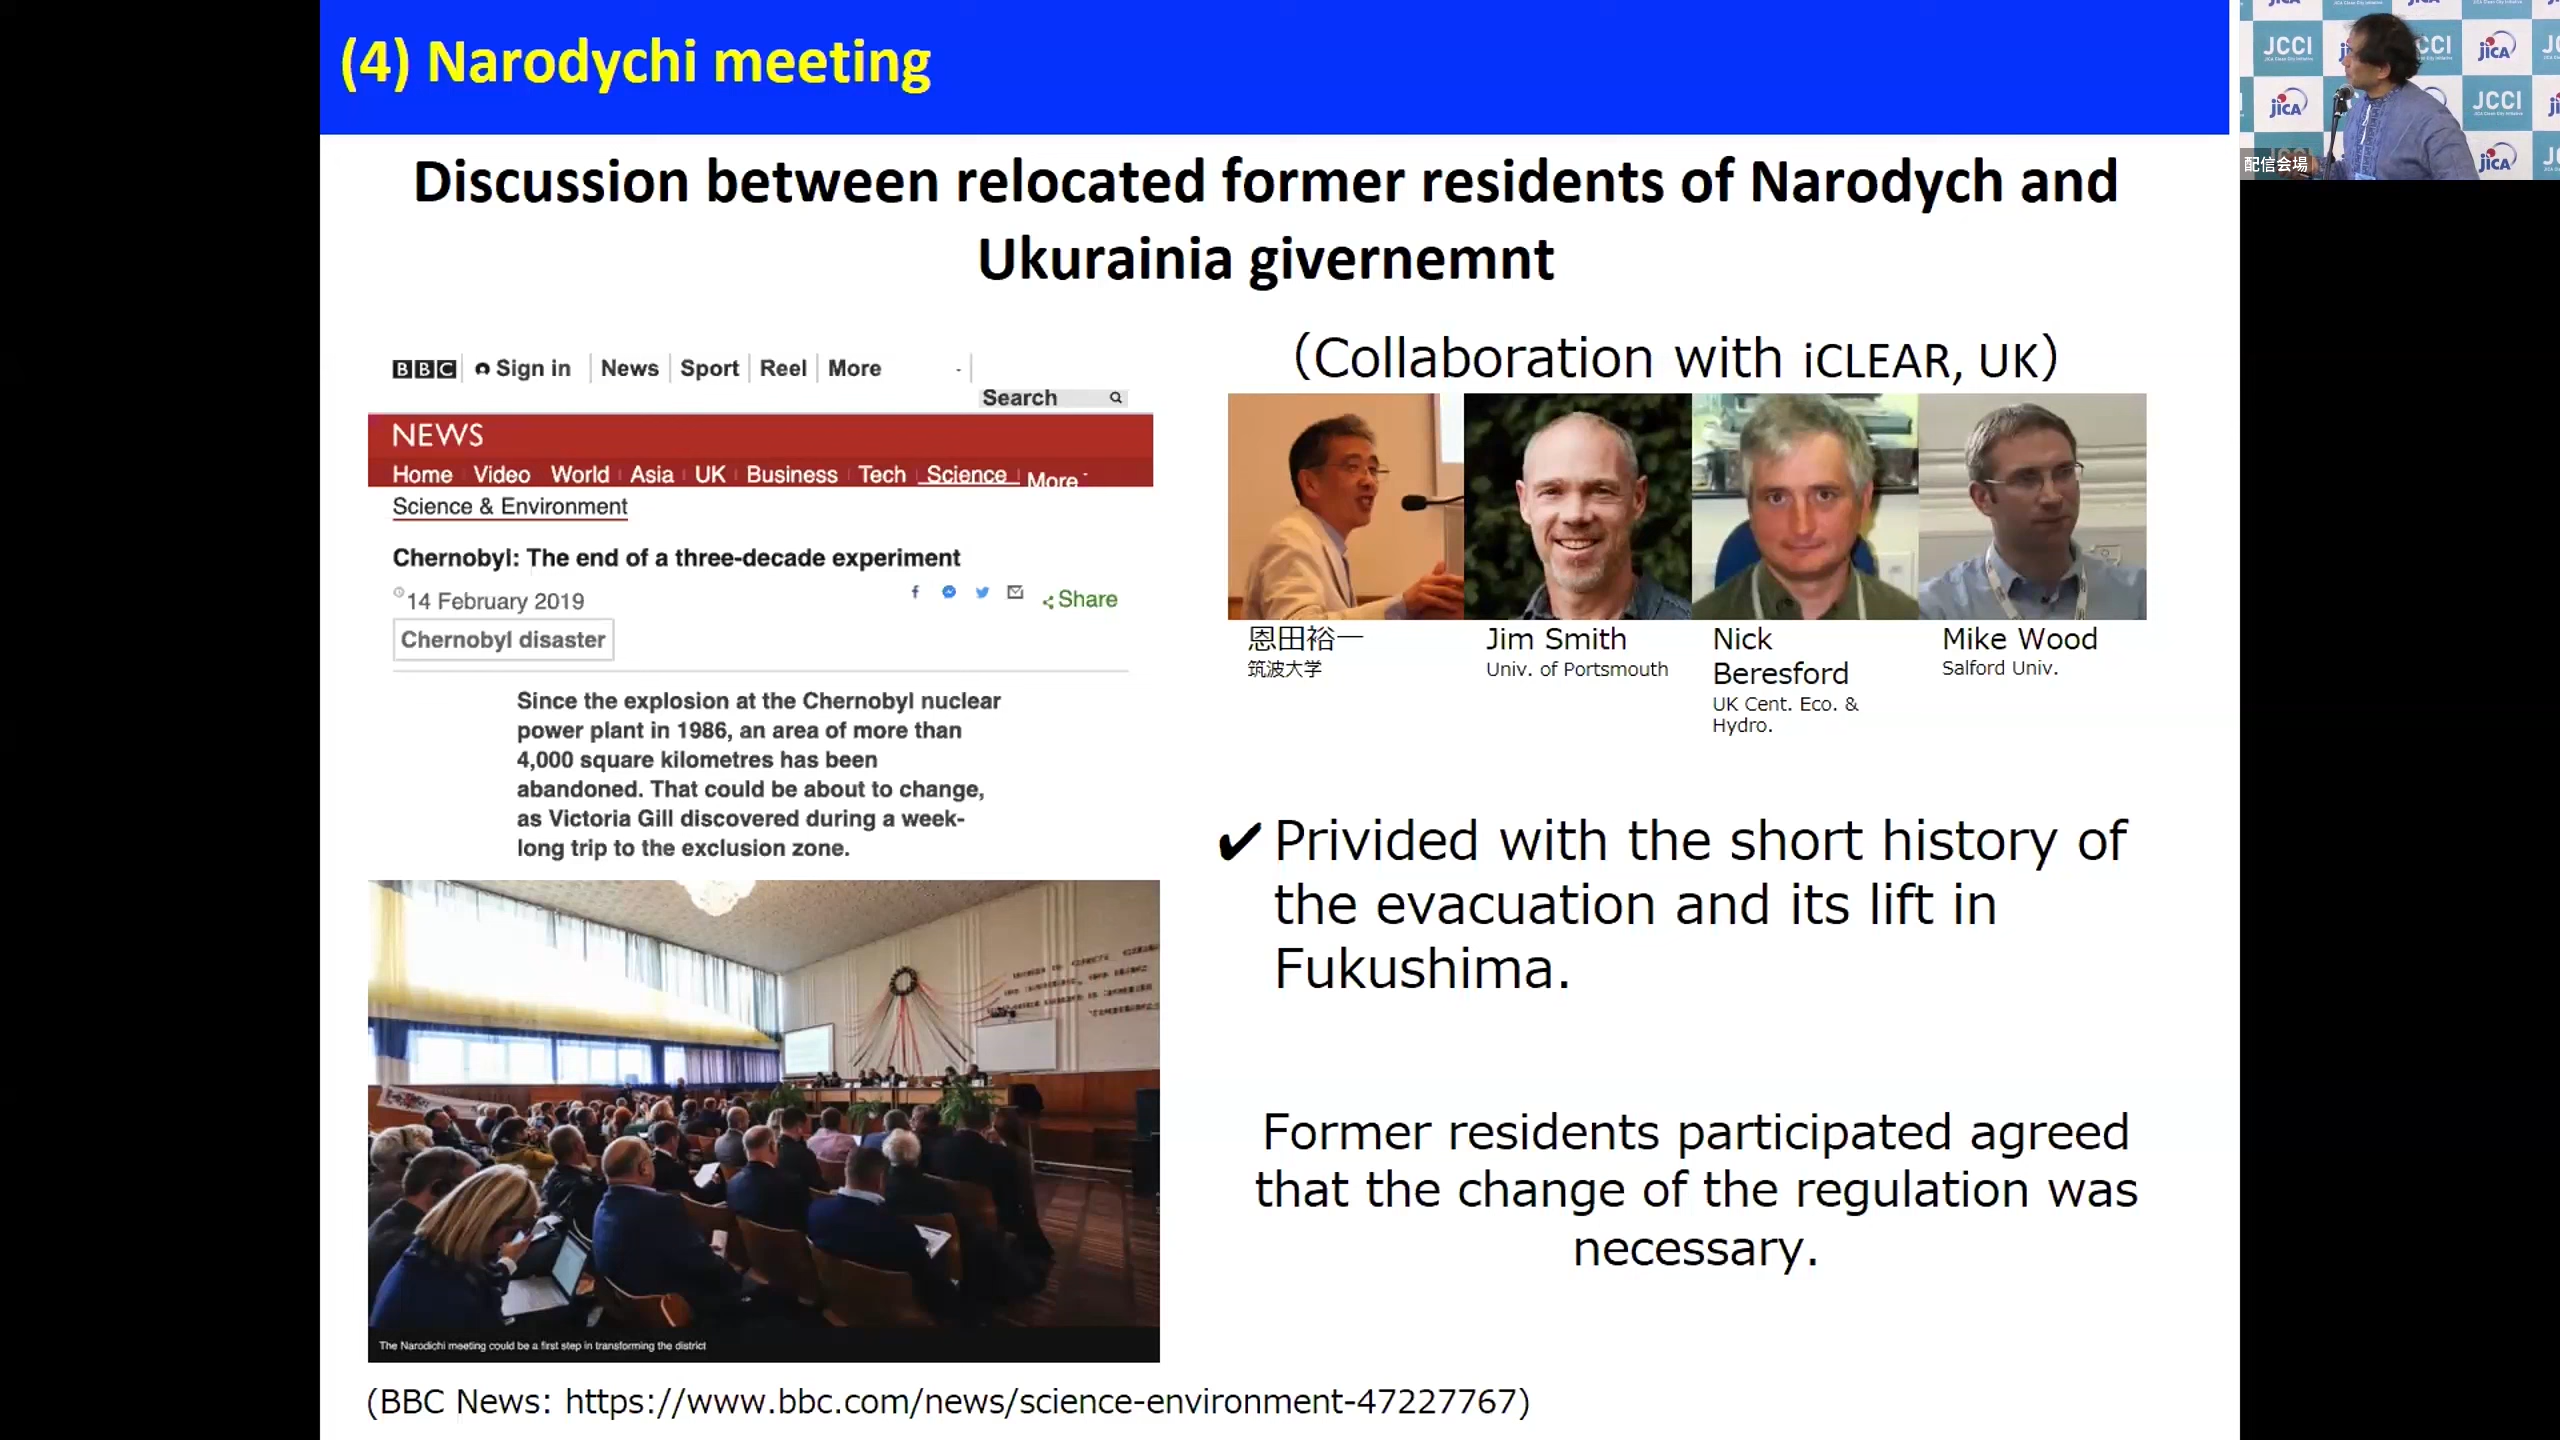 (4) Narodychi meeting
Discussion between relocated former residents of Narodych and
Ukurainia givernemnt
BBC Sign in News Sport Reel More
Search
NEWS
Home Video World Asia UK Business Tech Science More
Science & Environment
Chernobyl: The end of a three-decade experiment
14 February 2019
Share
Chernobyl disaster
Since the explosion at the Chernobyl nuclear
power plant in 1986, an area of more than
4,000 square kilometres has been
abandoned. That could be about to change,
as Victoria Gill discovered during a week-
long trip to the exclusion zone.
The Narodichi meeting could be a first step in transforming the district
(BBC News: https://www.bbc.com/news/science-environment-47227767)
（Collaboration with iCLEAR, UK）
恩田裕一
筑波大学
Jim Smith
Univ. of Portsmouth
Nick
Beresford
UK Cent. Eco. &
Hydro.
Mike Wood
Salford Univ.
✔ Privided with the short history of
the evacuation and its lift in
Fukushima.
Former residents participated agreed
that the change of the regulation was
necessary.
JCCI
JICA
JCCI
JICA
JICA
JCCI
配信会場
JICA